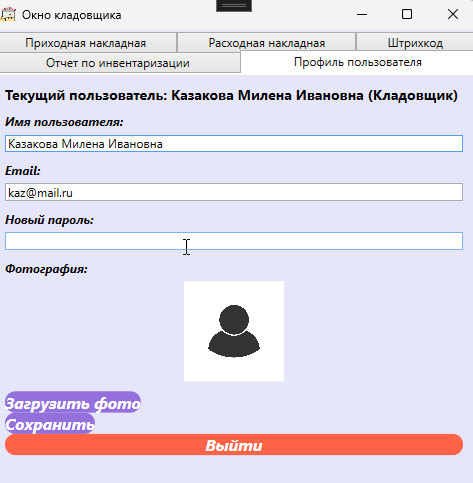 Окно кладовщика
Приходная накладная
Расходная накладная
Штрихкод
Отчет по инвентаризации
Профиль пользователя
Текущий пользователь: Казакова Милена Ивановна (Кладовщик)
Имя пользователя:
Казакова Милена Ивановна
Email:
kaz@mail.ru
Новый пароль:
Фотография:
Загрузить фото
Сохранить
Выйти